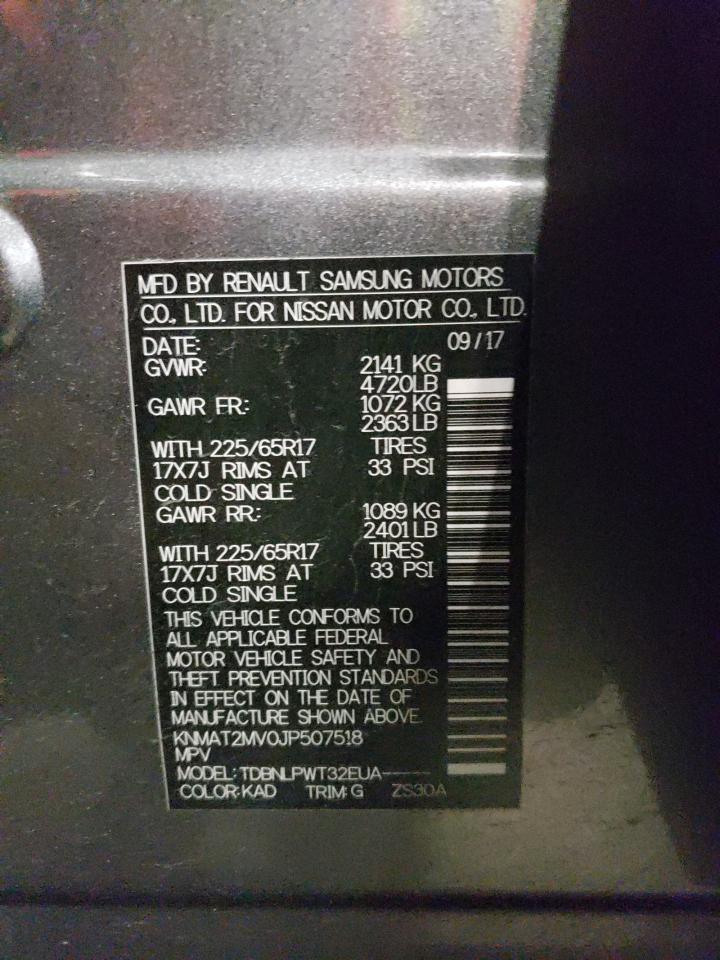 MFD BY RENAULT SAMSUNG MOTORS
CO., LTD. FOR NISSAN MOTOR CO., LTD.
DATE: 09/17
GVWR: 2141 KG
4720LB
GAWR FR.: 1072 KG
2363 LB
WITH 225/65R17 TIRES
17X7J RIMS AT 33 PSI
COLD SINGLE
GAWR RR.: 1089 KG
2401 LB
WITH 225/65R17 TIRES
17X7J RIMS AT 33 PSI
COLD SINGLE
THIS VEHICLE CONFORMS TO
ALL APPLICABLE FEDERAL
MOTOR VEHICLE SAFETY AND
THEFT PREVENTION STANDARDS
IN EFFECT ON THE DATE OF
MANUFACTURE SHOWN ABOVE.
KNMAT2MV0JP507518
MPV
MODEL: TDBNLPWT32EUA-----
COLOR: KAD TRIM: G ZS30A